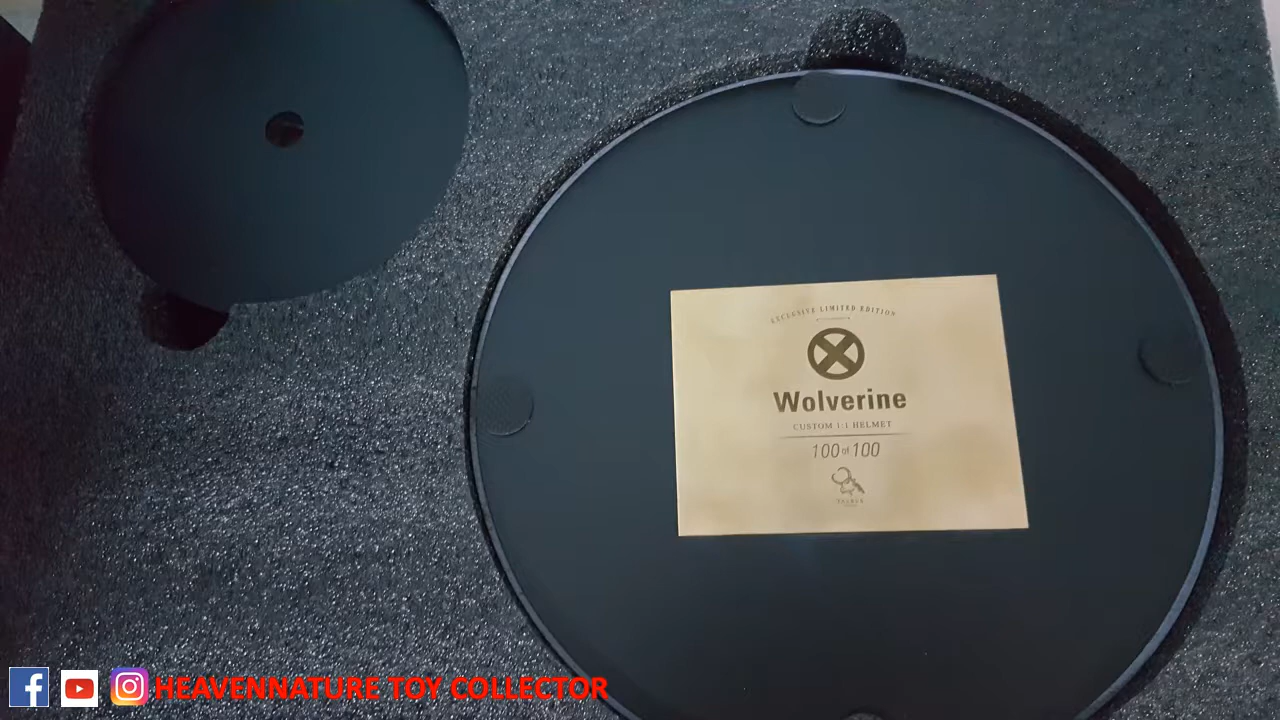 EXCLUSIVE LIMITED EDITION
Wolverine
CUSTOM 1:1 HELMET
100 of 100
HEAVENNATURE TOY COLLECTOR